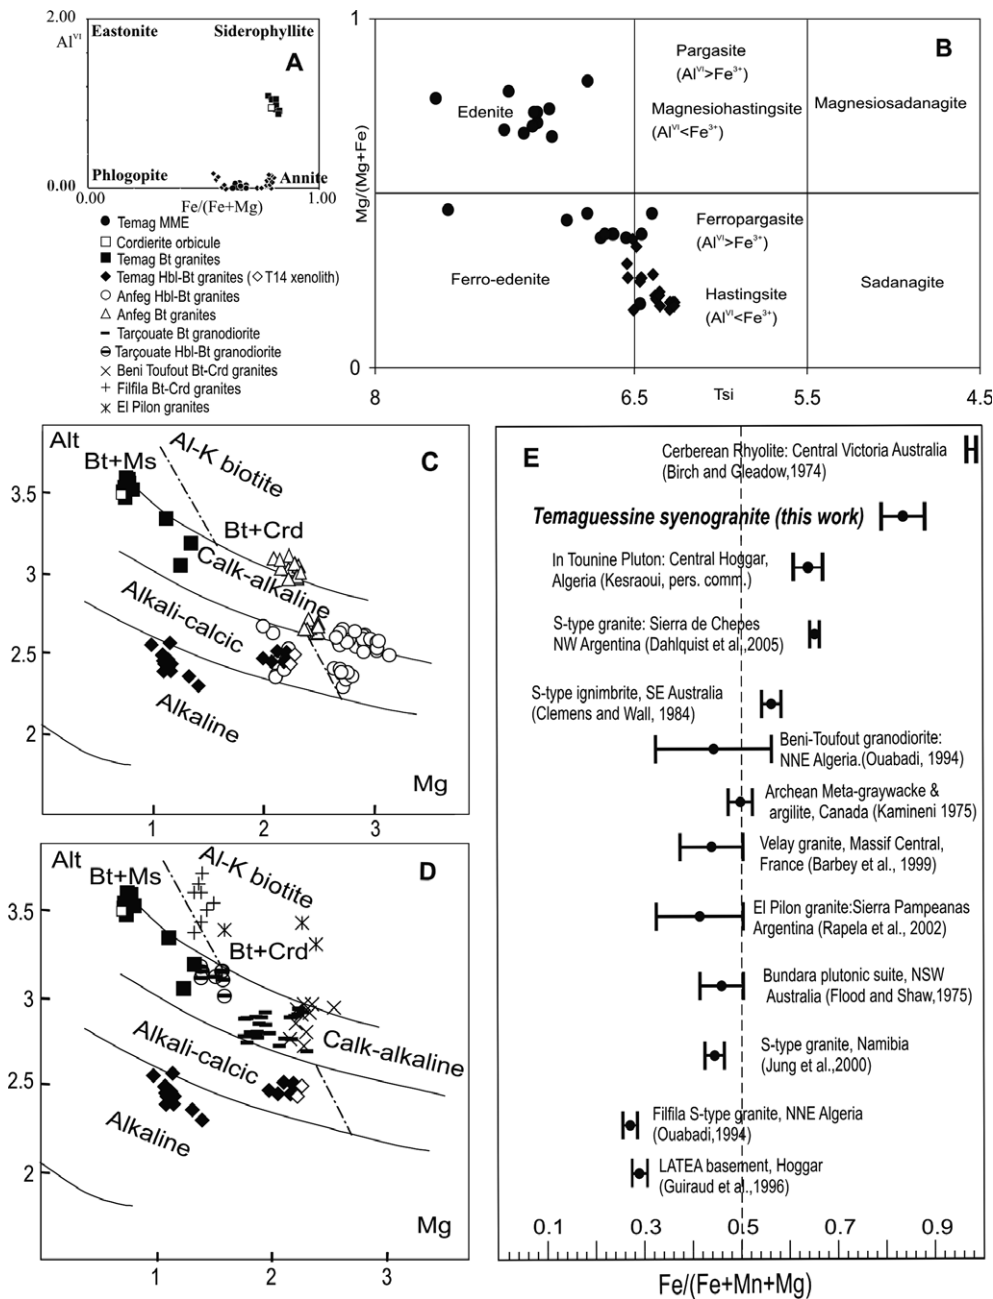 2.00
Al^VI
Eastonite
Siderophyllite
A
Phlogopite
Annite
0.00
0.00
Fe/(Fe+Mg)
1.00
Temag MME
Cordierite orbicule
Temag Bt granites
Temag Hbl-Bt granites (◇T14 xenolith)
Anfeg Hbl-Bt granites
Anfeg Bt granites
Tarçouate Bt granodiorite
Tarçouate Hbl-Bt granodiorite
Beni Toufout Bt-Crd granites
Filfila Bt-Crd granites
El Pilon granites
1
Mg/(Mg+Fe)
B
Pargasite
(Al^VI>Fe^3+)
Edenite
Magnesiohastingsite
(Al^VI<Fe^3+)
Magnesiosadanagite
Ferropargasite
(Al^VI>Fe^3+)
Ferro-edenite
Hastingsite
(Al^VI<Fe^3+)
Sadanagite
0
8
6.5
Tsi
5.5
4.5
Alt
C
Bt+Ms
Al-K biotite
3.5
Bt+Crd
Calk-alkaline
3
Alkali-calcic
2.5
Alkaline
2
Mg
1
2
3
Alt
D
Bt+Ms
Al-K biotite
3.5
Bt+Crd
3
Calk-alkaline
Alkali-calcic
2.5
Alkaline
2
Mg
1
2
3
E
Cerberean Rhyolite: Central Victoria Australia
(Birch and Gleadow,1974)
Temaguessine syenogranite (this work)
In Tounine Pluton: Central Hoggar,
Algeria (Kesraoui, pers. comm.)
S-type granite: Sierra de Chepes
NW Argentina (Dahlquist et al.,2005)
S-type ignimbrite, SE Australia
(Clemens and Wall, 1984)
Beni-Toufout granodiorite:
NNE Algeria.(Ouabadi, 1994)
Archean Meta-graywacke &
argilite, Canada (Kamineni 1975)
Velay granite, Massif Central,
France (Barbey et al., 1999)
El Pilon granite:Sierra Pampeanas
Argentina (Rapela et al., 2002)
Bundara plutonic suite, NSW
Australia (Flood and Shaw,1975)
S-type granite, Namibia
(Jung et al.,2000)
Filfila S-type granite, NNE Algeria
(Ouabadi,1994)
LATEA basement, Hoggar
(Guiraud et al.,1996)
0.1
0.3
0.5
0.7
0.9
Fe/(Fe+Mn+Mg)